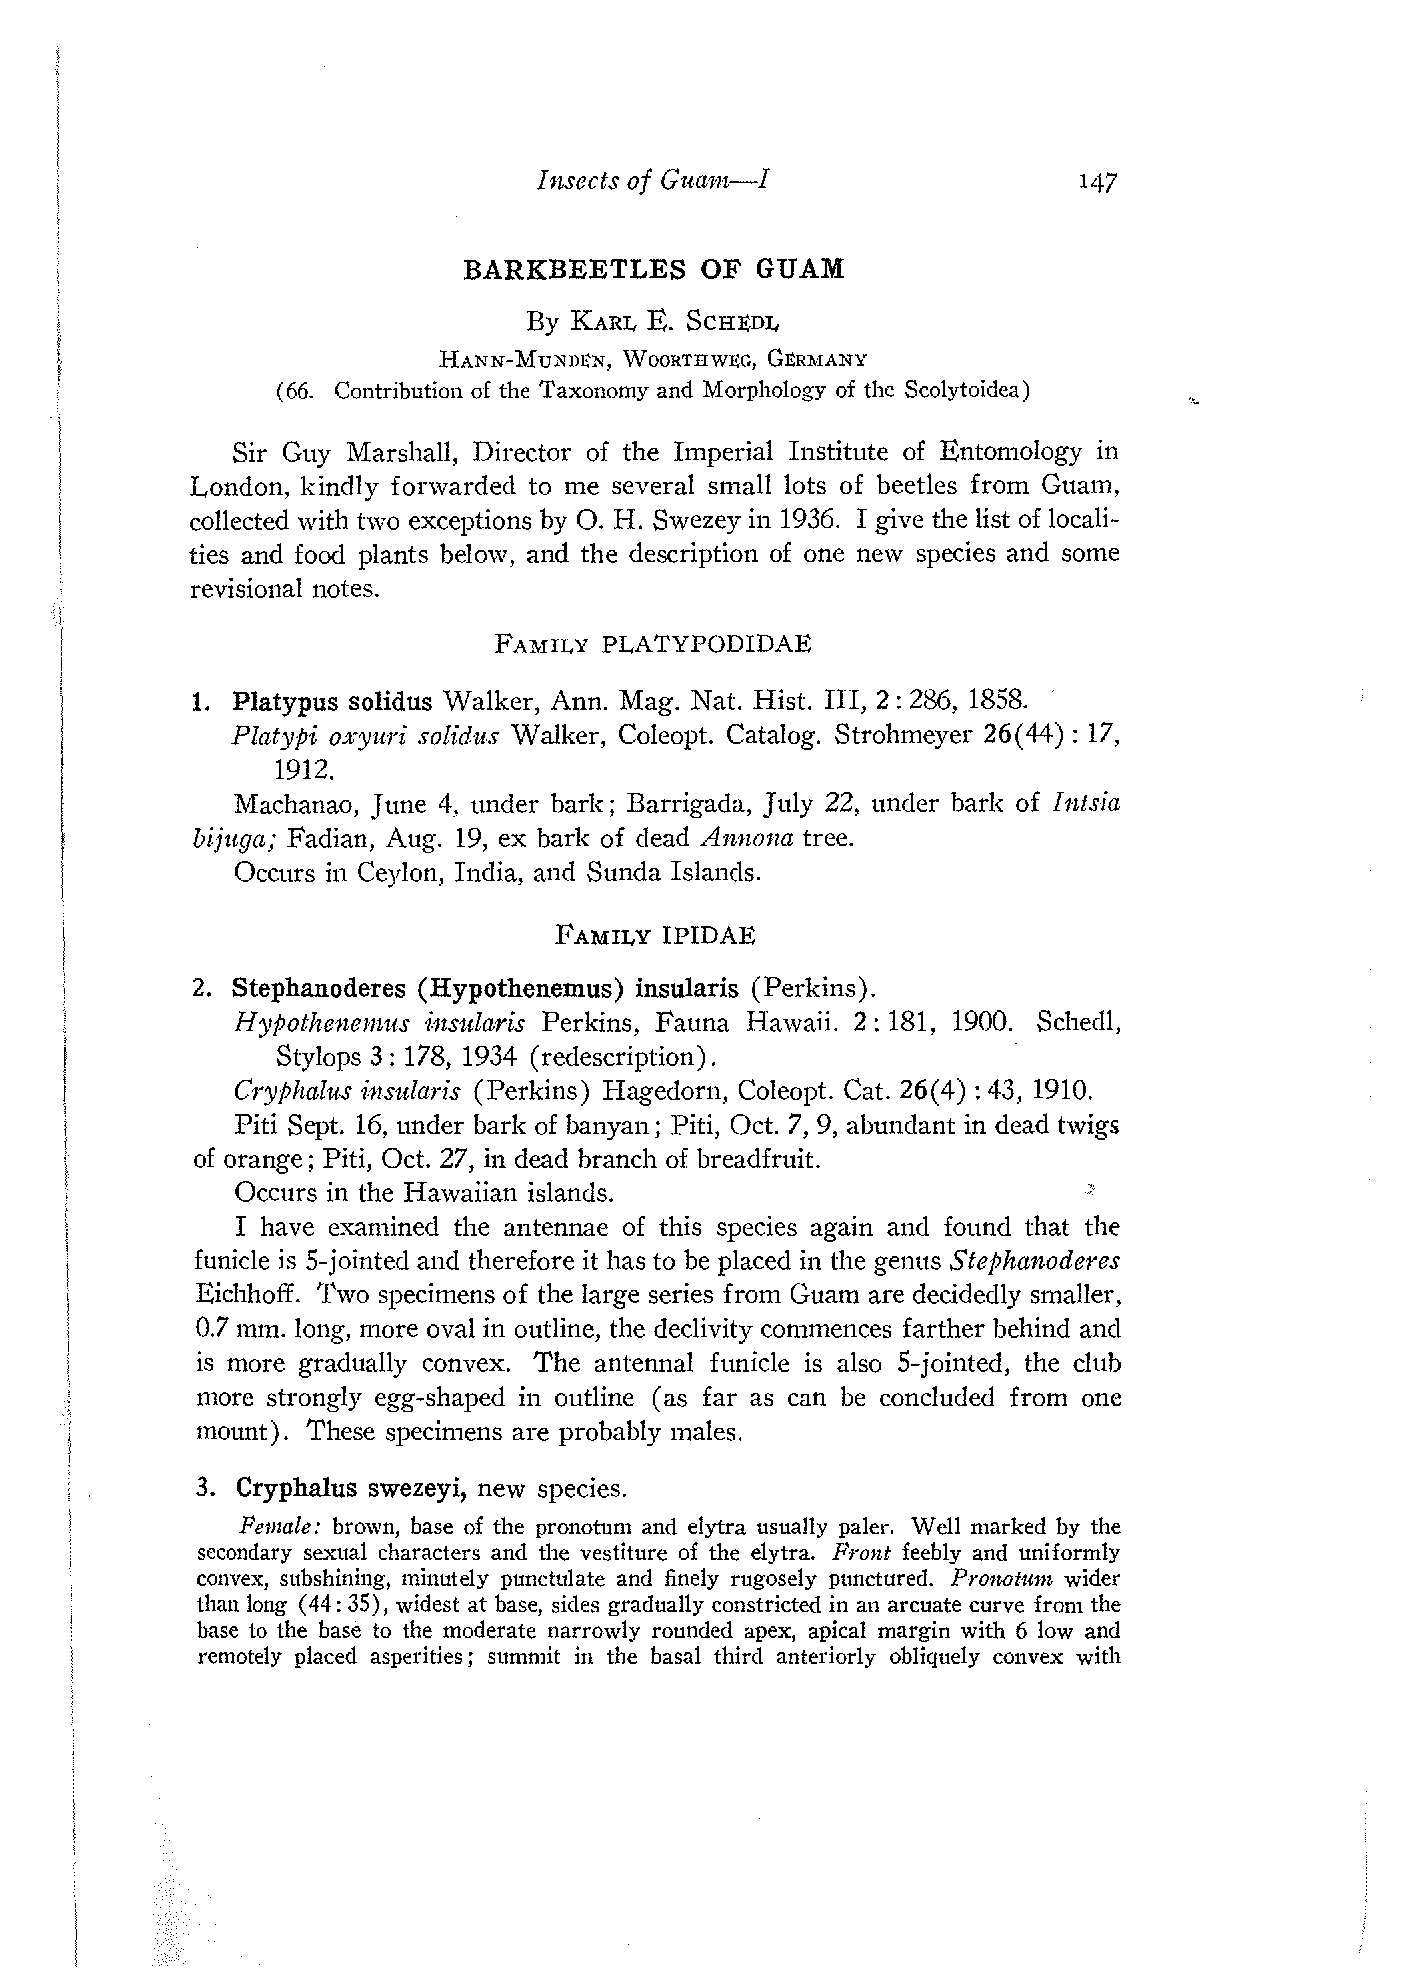 Insects of Guam—I 147
BARKBEETLES OF GUAM
By KARL E. SCHEDL
HANN-MUNDEN, WOORTHWEG, GERMANY
(66. Contribution of the Taxonomy and Morphology of the Scolytoidea)
Sir Guy Marshall, Director of the Imperial Institute of Entomology in
London, kindly forwarded to me several small lots of beetles from Guam,
collected with two exceptions by O. H. Swezey in 1936. I give the list of locali-
ties and food plants below, and the description of one new species and some
revisional notes.
FAMILY PLATYPODIDAE
1. Platypus solidus Walker, Ann. Mag. Nat. Hist. III, 2: 286, 1858.
Platypi oxyuri solidus Walker, Coleopt. Catalog. Strohmeyer 26(44): 17,
1912.
Machanao, June 4, under bark; Barrigada, July 22, under bark of Intsia
bijuga; Fadian, Aug. 19, ex bark of dead Annona tree.
Occurs in Ceylon, India, and Sunda Islands.
FAMILY IPIDAE
2. Stephanoderes (Hypothenemus) insularis (Perkins).
Hypothenemus insularis Perkins, Fauna Hawaii. 2: 181, 1900. Schedl,
Stylops 3: 178, 1934 (redescription).
Cryphalus insularis (Perkins) Hagedorn, Coleopt. Cat. 26(4): 43, 1910.
Piti Sept. 16, under bark of banyan; Piti, Oct. 7, 9, abundant in dead twigs
of orange; Piti, Oct. 27, in dead branch of breadfruit.
Occurs in the Hawaiian islands.
I have examined the antennae of this species again and found that the
funicle is 5-jointed and therefore it has to be placed in the genus Stephanoderes
Eichhoff. Two specimens of the large series from Guam are decidedly smaller,
0.7 mm. long, more oval in outline, the declivity commences farther behind and
is more gradually convex. The antennal funicle is also 5-jointed, the club
more strongly egg-shaped in outline (as far as can be concluded from one
mount). These specimens are probably males.
3. Cryphalus swezeyi, new species.
Female: brown, base of the pronotum and elytra usually paler. Well marked by the
secondary sexual characters and the vestiture of the elytra. Front feebly and uniformly
convex, subshining, minutely punctulate and finely rugosely punctured. Pronotum wider
than long (44: 35), widest at base, sides gradually constricted in an arcuate curve from the
base to the base to the moderate narrowly rounded apex, apical margin with 6 low and
remotely placed asperities; summit in the basal third anteriorly obliquely convex with